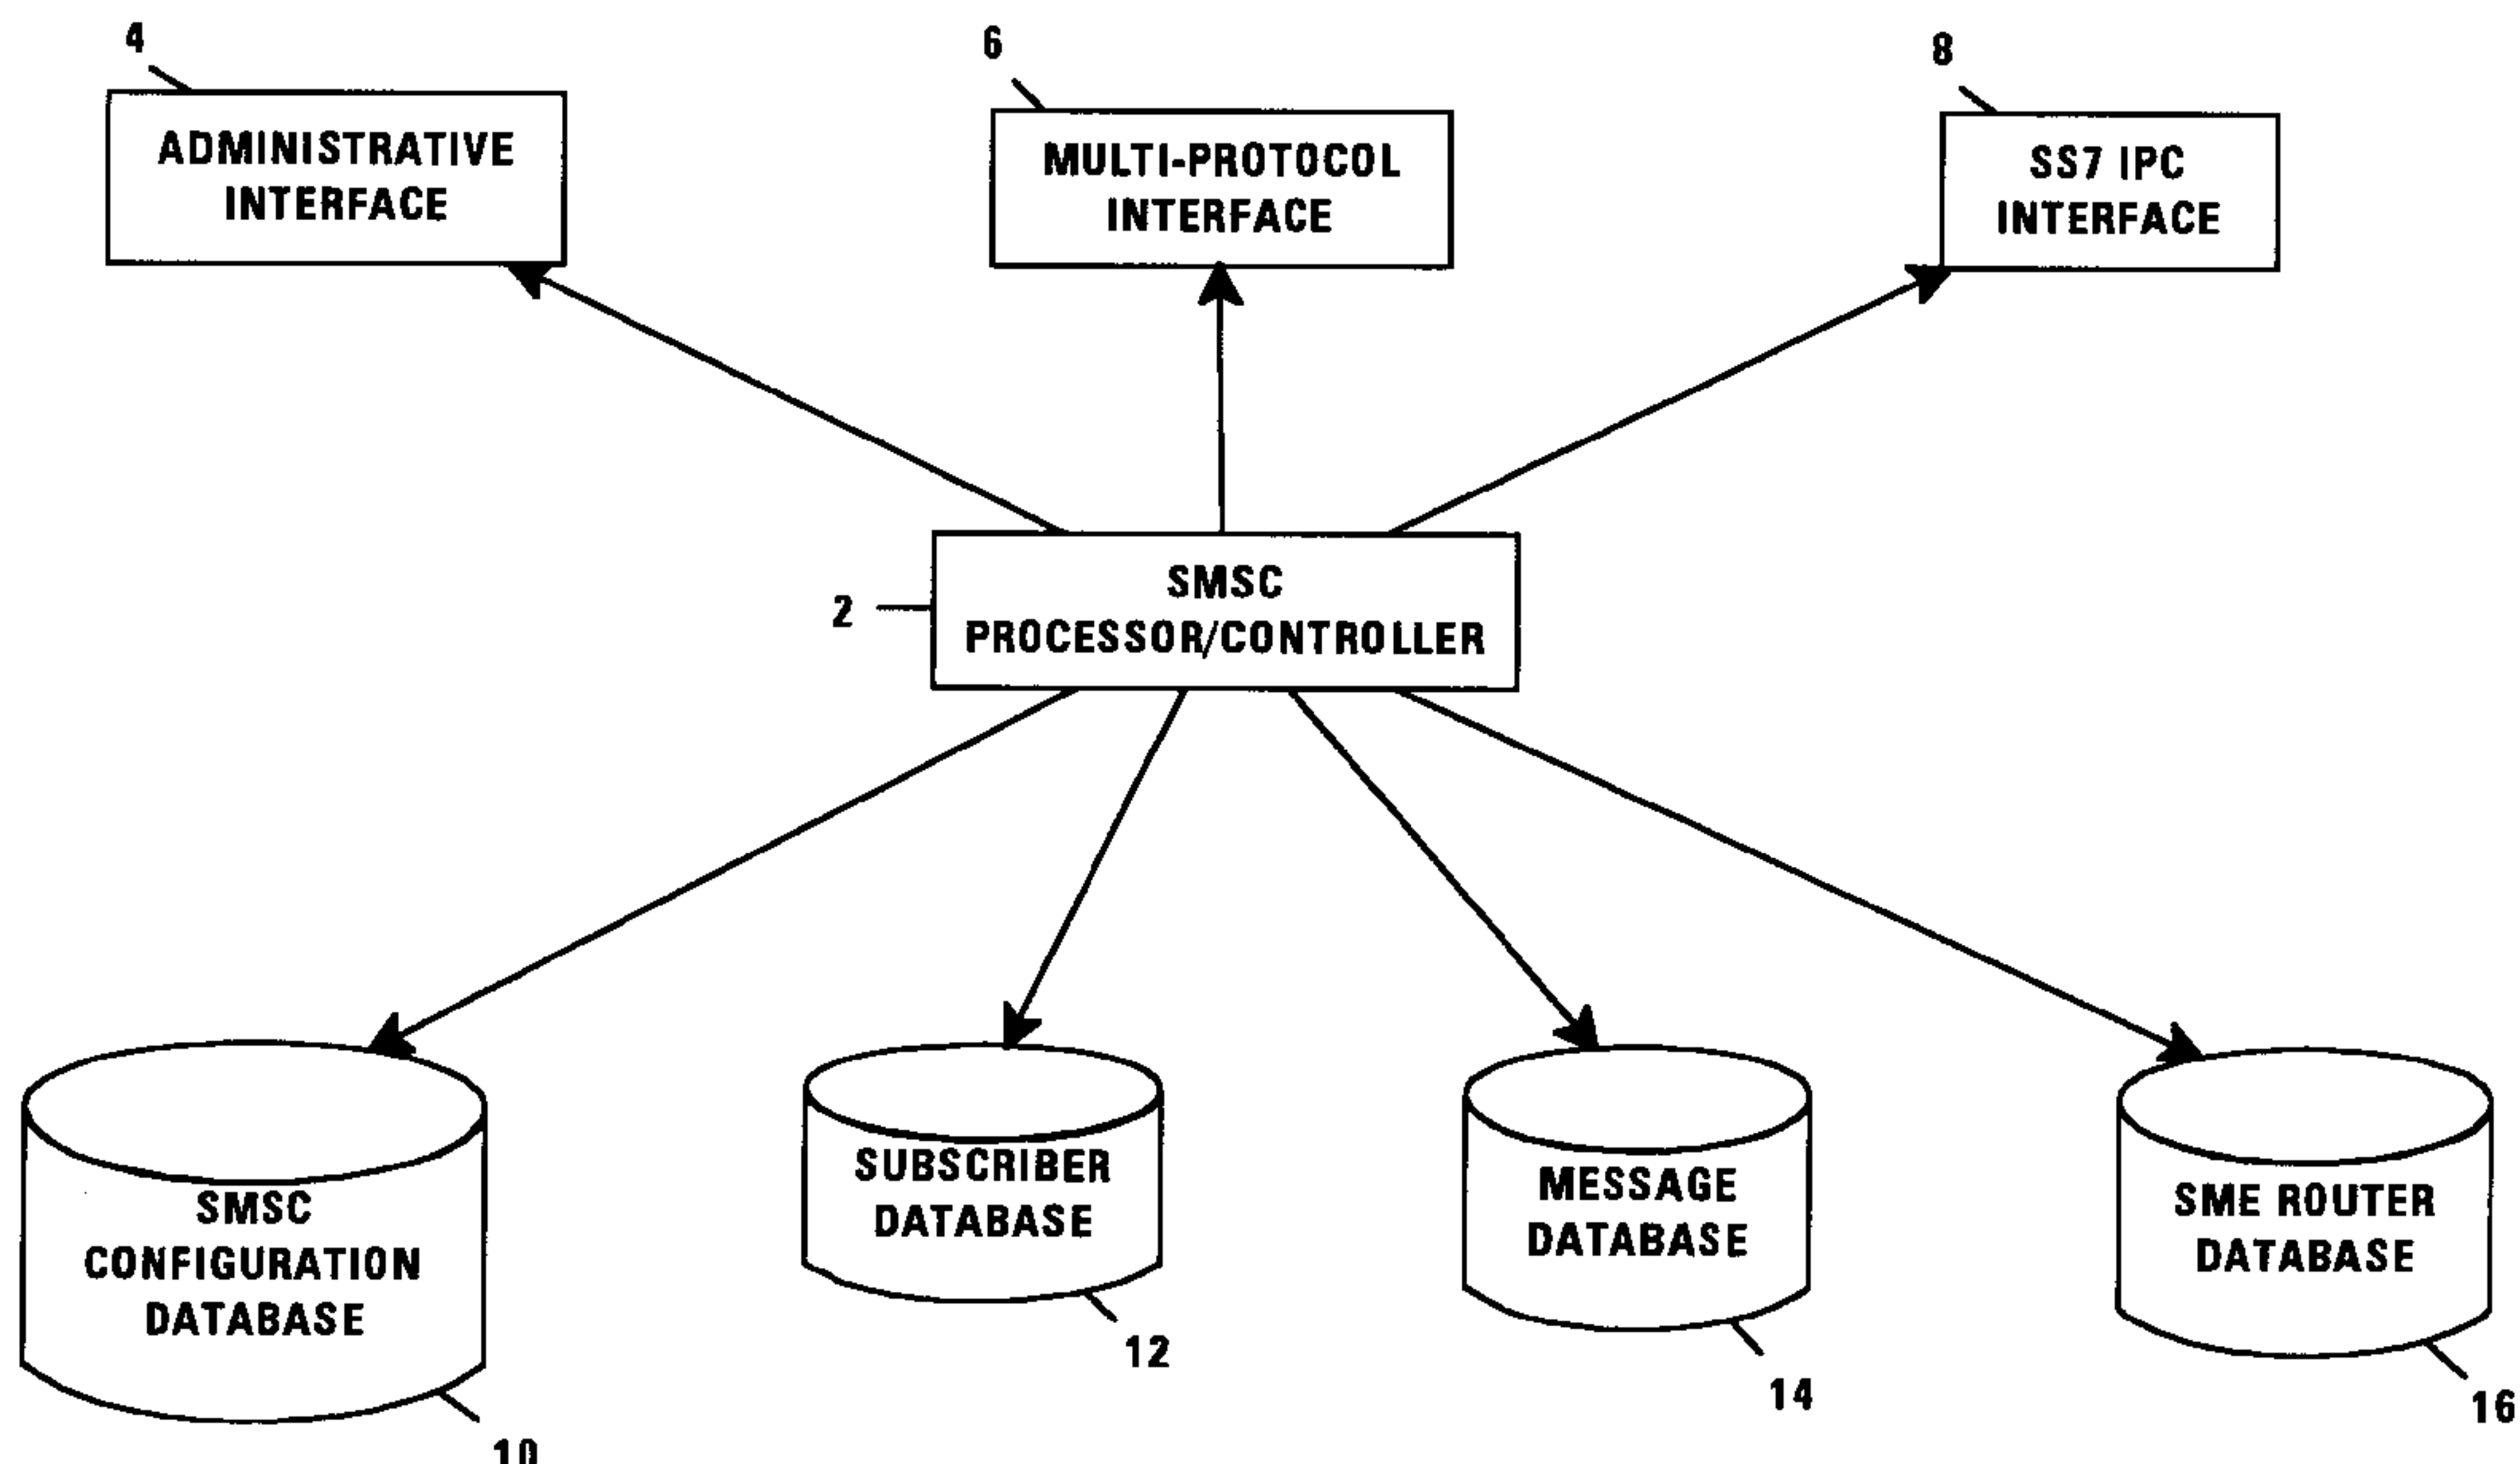 4
6
8
ADMINISTRATIVE
INTERFACE
MULTI-PROTOCOL
INTERFACE
SS7 IPC
INTERFACE
2
SMSC
PROCESSOR/CONTROLLER
SMSC
CONFIGURATION
DATABASE
SUBSCRIBER
DATABASE
MESSAGE
DATABASE
SME ROUTER
DATABASE
10
12
14
16